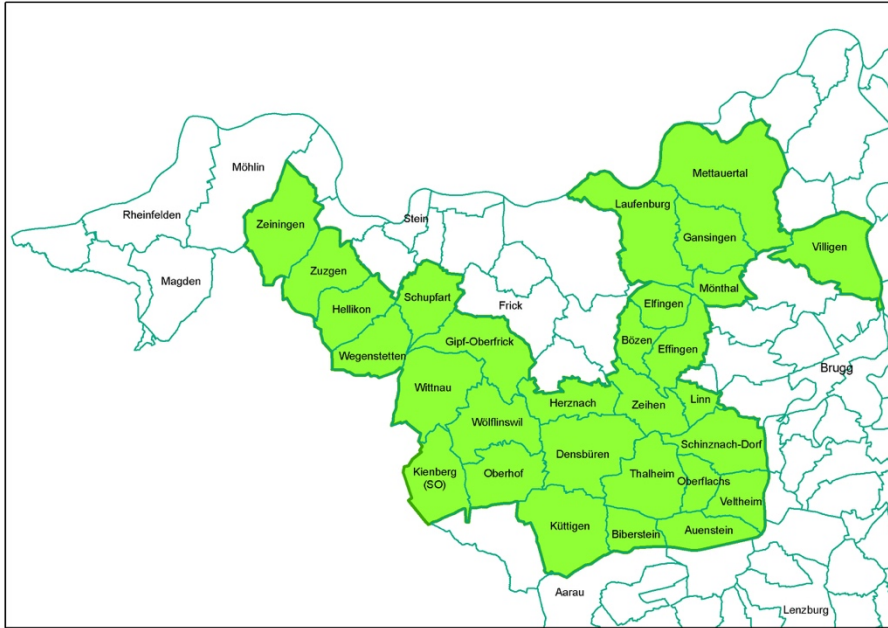 Möhlin
Mettauertal
Laufenburg
Rheinfelden
Stein
Zeiningen
Gansingen
Villigen
Zuzgen
Magden
Mönthal
Schupfart
Elfingen
Frick
Hellikon
Gipf-Oberfrick
Bözen
Effingen
Wegenstetten
Brugg
Wittnau
Herznach
Linn
Zeihen
Wölflinswil
Schinznach-Dorf
Densbüren
Kienberg
(SO)
Oberhof
Thalheim
Oberflachs
Veltheim
Küttigen
Auenstein
Biberstein
Aarau
Lenzburg